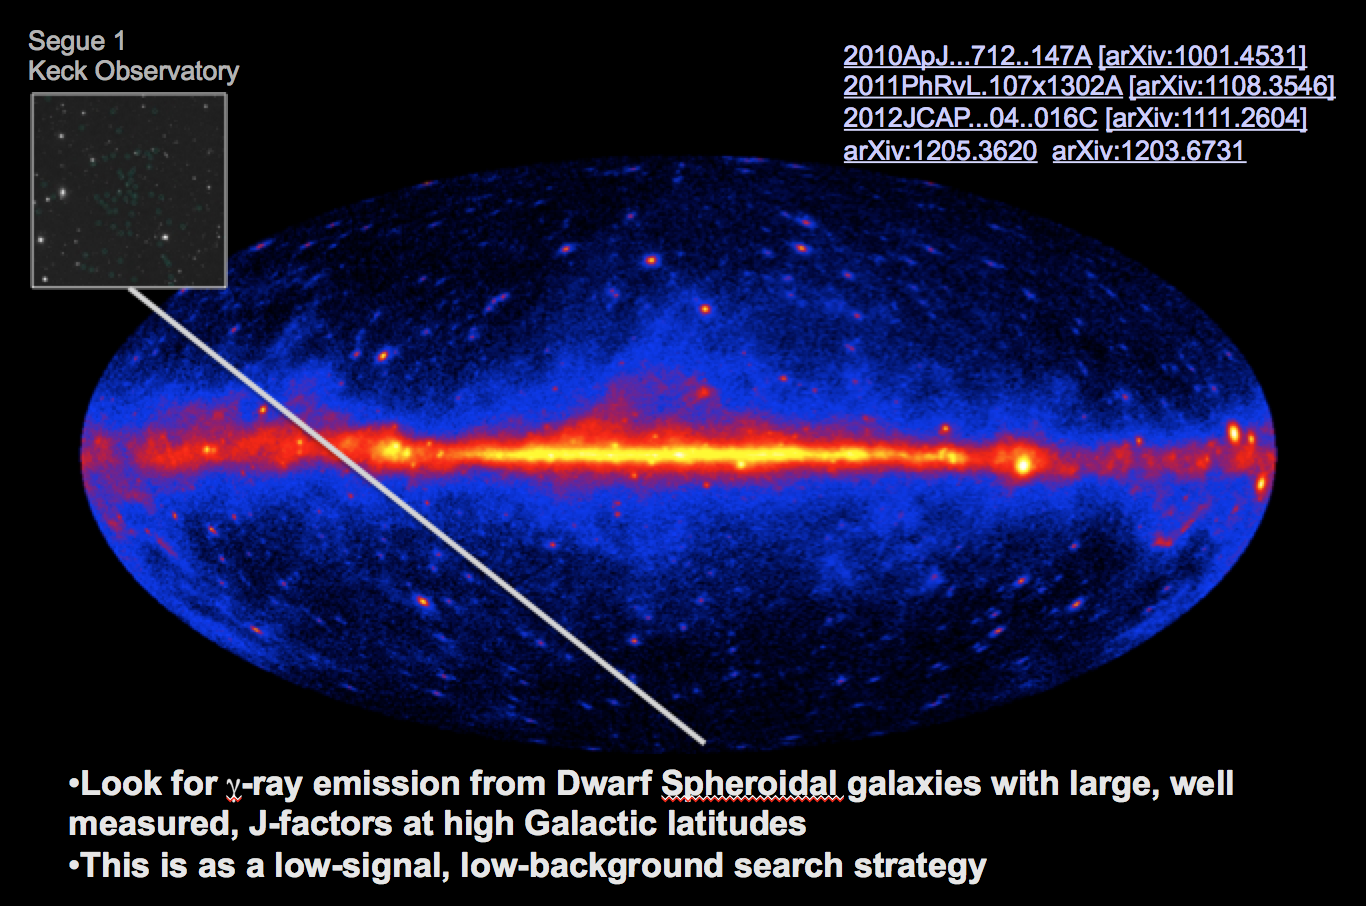 Segue 1
Keck Observatory
2010ApJ...712..147A [arXiv:1001.4531]
2011PhRvL.107x1302A [arXiv:1108.3546]
2012JCAP...04..016C [arXiv:1111.2604]
arXiv:1205.3620 arXiv:1203.6731
•Look for γ-ray emission from Dwarf Spheroidal galaxies with large, well
measured, J-factors at high Galactic latitudes
•This is as a low-signal, low-background search strategy